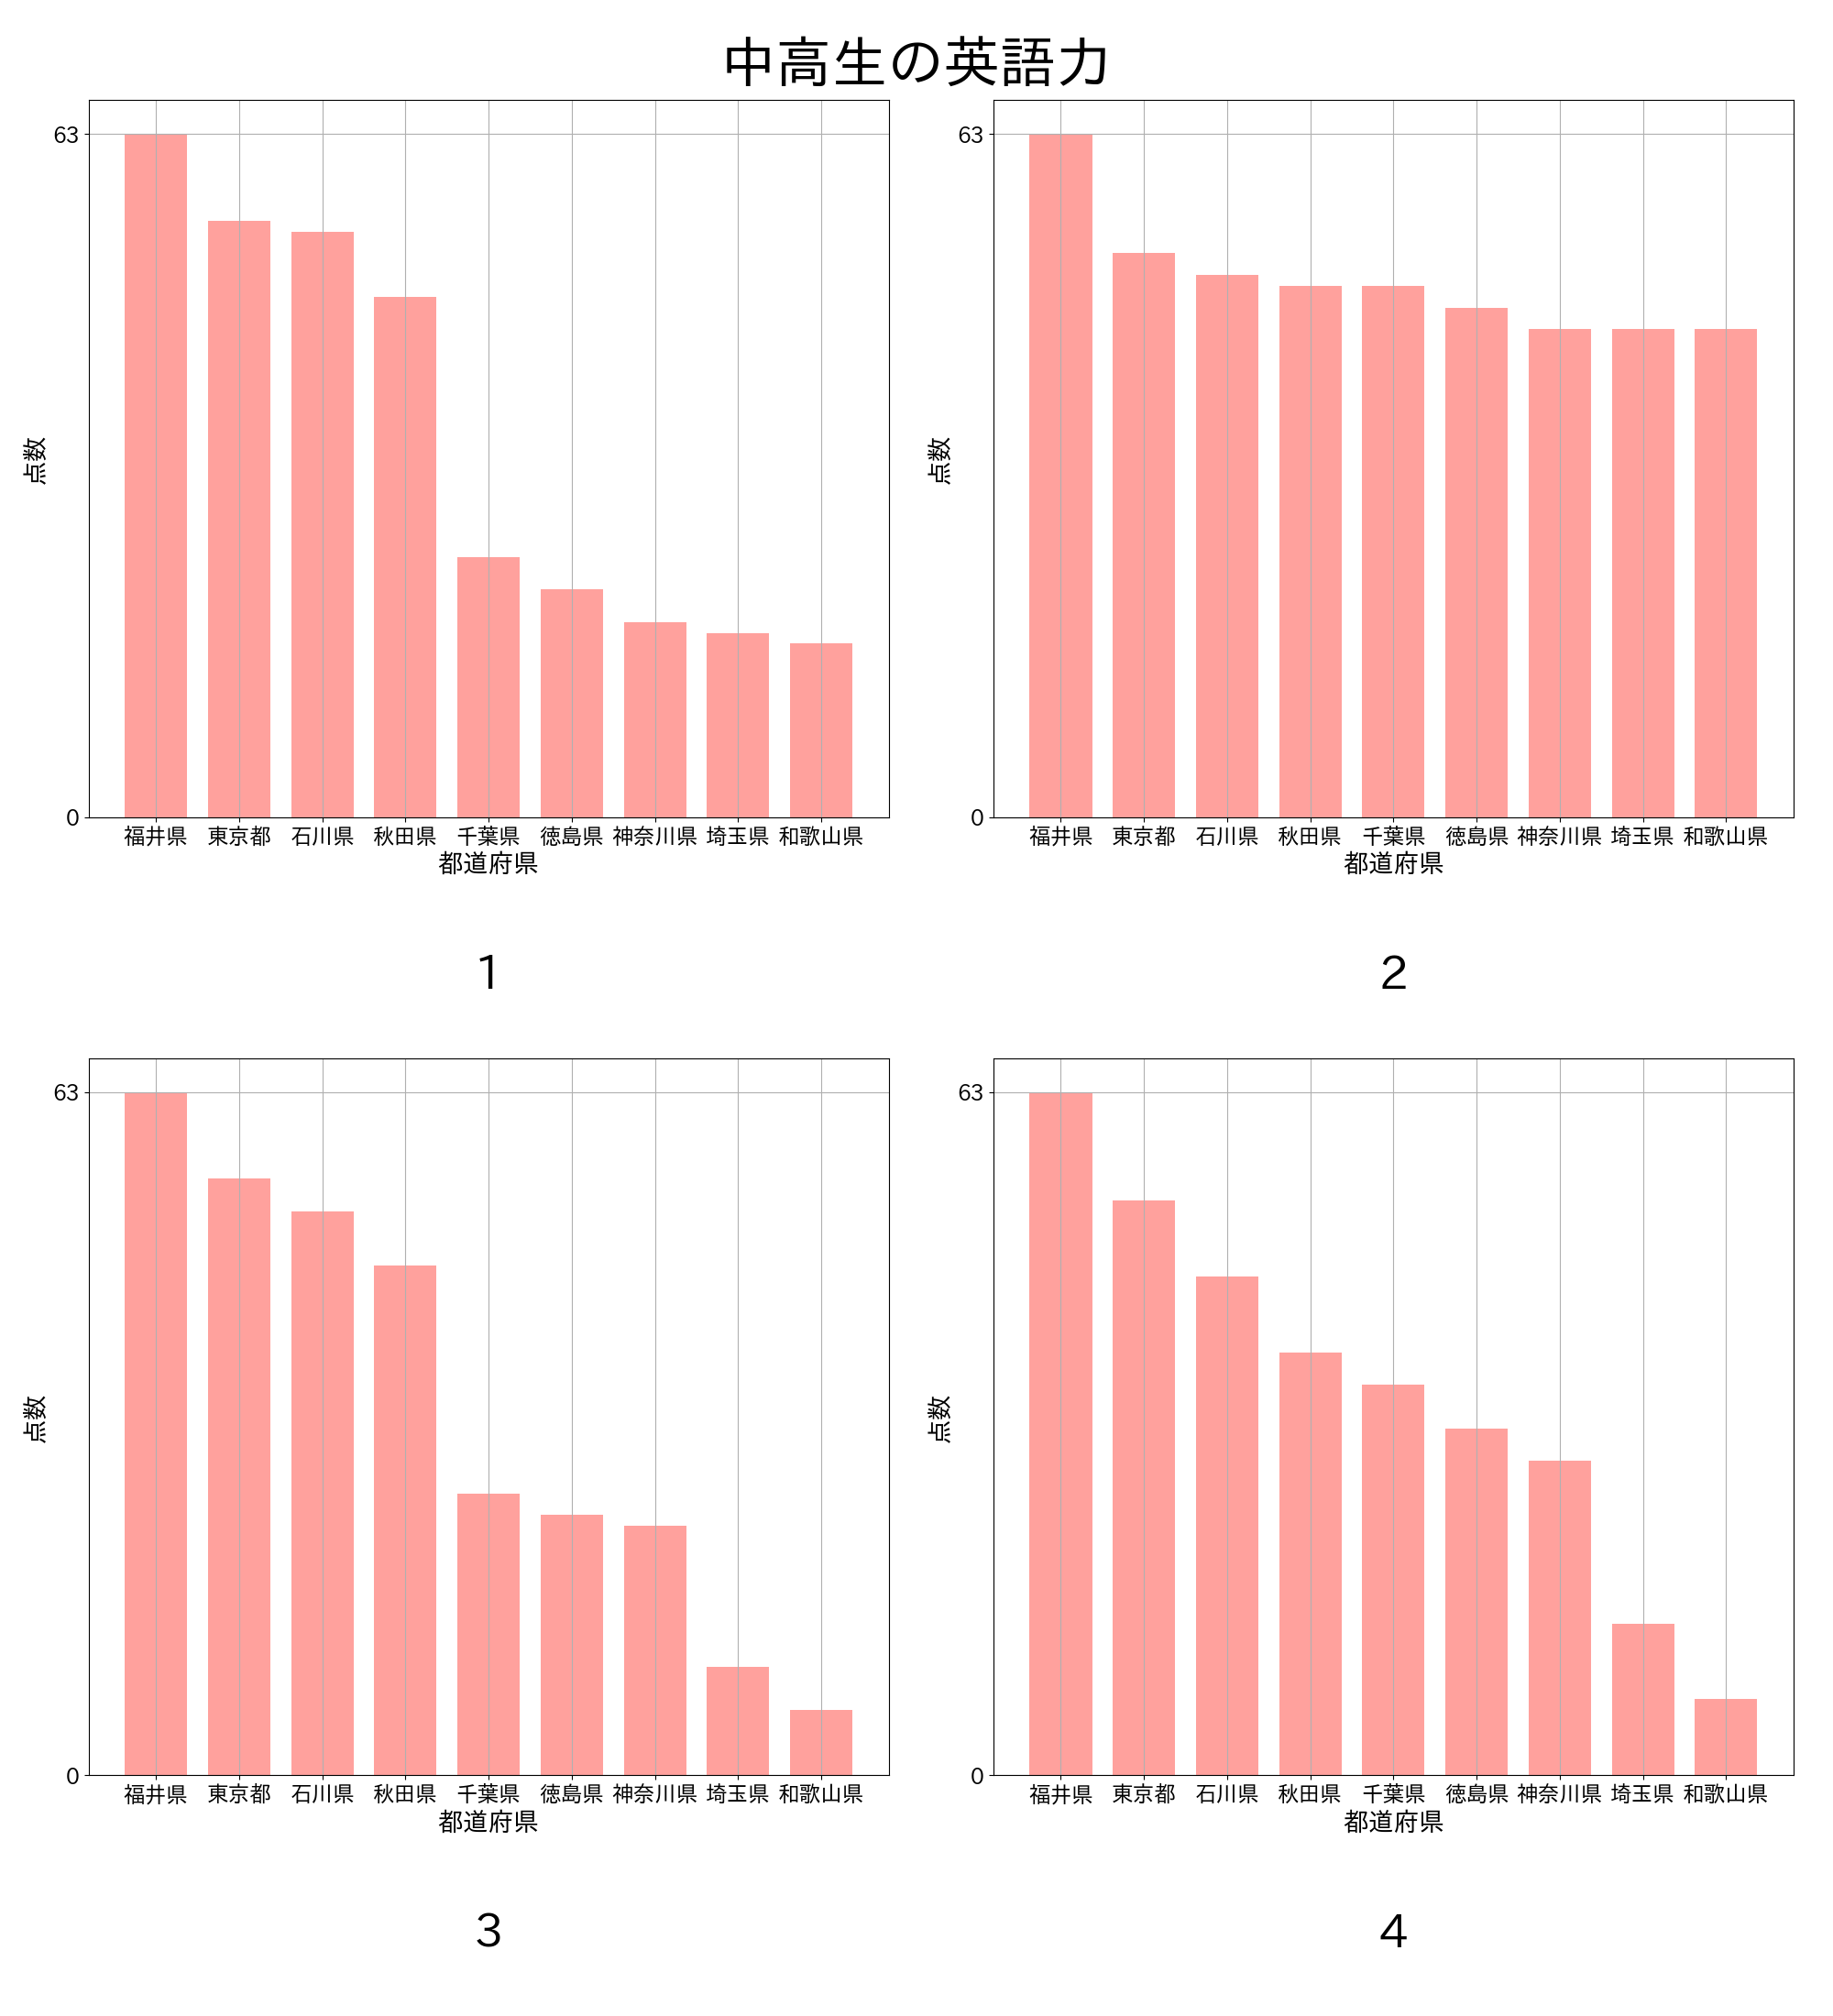 中高生の英語力
63
0
点数
福井県 東京都 石川県 秋田県 千葉県 徳島県 神奈川県 埼玉県 和歌山県
都道府県
1
63
0
点数
福井県 東京都 石川県 秋田県 千葉県 徳島県 神奈川県 埼玉県 和歌山県
都道府県
2
63
0
点数
福井県 東京都 石川県 秋田県 千葉県 徳島県 神奈川県 埼玉県 和歌山県
都道府県
3
63
0
点数
福井県 東京都 石川県 秋田県 千葉県 徳島県 神奈川県 埼玉県 和歌山県
都道府県
4